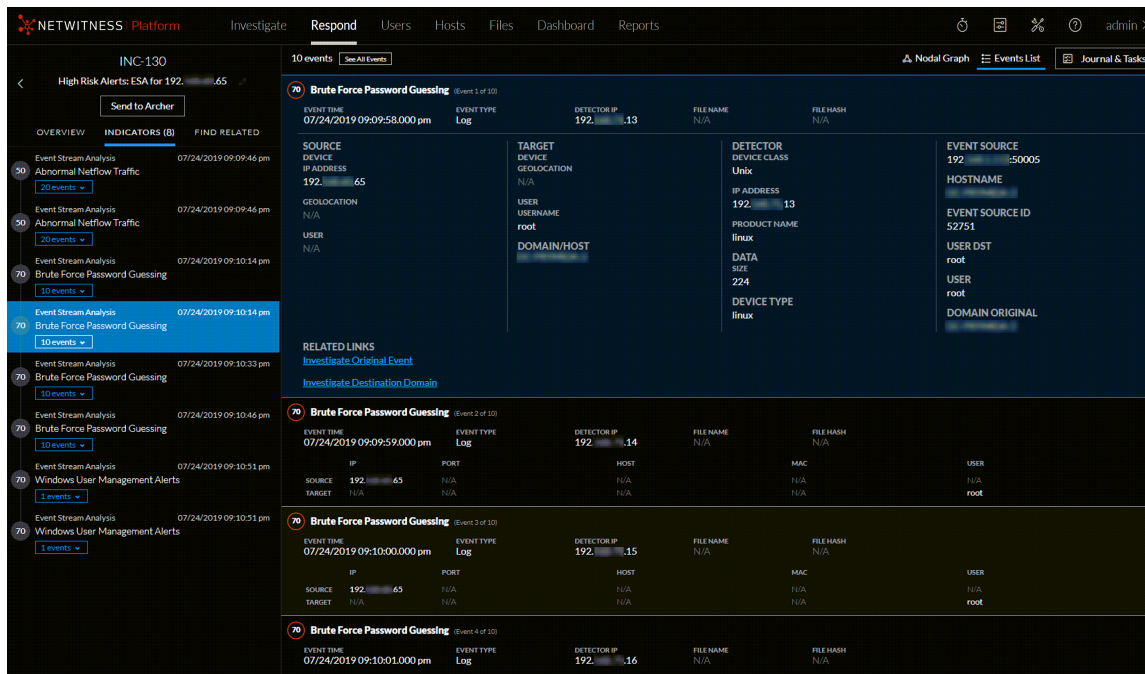 NETWITNESS Platform
Investigate Respond Users Hosts Files Dashboard Reports
admin
INC-130
High Risk Alerts: ESA for 192. .65
Send to Archer
OVERVIEW INDICATORS (8) FIND RELATED
Event Stream Analysis 07/24/2019 09:09:46 pm
50 Abnormal Netflow Traffic
20 events
Event Stream Analysis 07/24/2019 09:09:46 pm
50 Abnormal Netflow Traffic
20 events
Event Stream Analysis 07/24/2019 09:10:14 pm
70 Brute Force Password Guessing
10 events
Event Stream Analysis 07/24/2019 09:10:14 pm
70 Brute Force Password Guessing
10 events
Event Stream Analysis 07/24/2019 09:10:33 pm
70 Brute Force Password Guessing
10 events
Event Stream Analysis 07/24/2019 09:10:46 pm
70 Brute Force Password Guessing
10 events
Event Stream Analysis 07/24/2019 09:10:51 pm
70 Windows User Management Alerts
1 events
Event Stream Analysis 07/24/2019 09:10:51 pm
70 Windows User Management Alerts
1 events
10 events See All Events
Nodal Graph Events List Journal & Tasks
70 Brute Force Password Guessing (Event 1 of 10)
EVENT TIME EVENT TYPE DETECTOR IP FILE NAME FILE HASH
07/24/2019 09:09:58.000 pm Log 192. .13 N/A N/A
SOURCE
DEVICE
IP ADDRESS
192. 65
GEOLOCATION
N/A
USER
N/A
TARGET
DEVICE
GEOLOCATION
N/A
USER
USERNAME
root
DOMAIN/HOST
DETECTOR
DEVICE CLASS
Unix
IP ADDRESS
192. 13
PRODUCT NAME
linux
DATA
SIZE
224
DEVICE TYPE
linux
EVENT SOURCE
192 :50005
HOSTNAME
EVENT SOURCE ID
52751
USER DST
root
USER
root
DOMAIN ORIGINAL
RELATED LINKS
Investigate Original Event
Investigate Destination Domain
70 Brute Force Password Guessing (Event 2 of 10)
EVENT TIME EVENT TYPE DETECTOR IP FILE NAME FILE HASH
07/24/2019 09:09:59.000 pm Log 192. .14 N/A N/A
IP PORT HOST MAC USER
SOURCE 192. 65 N/A N/A N/A N/A
TARGET N/A N/A N/A N/A root
70 Brute Force Password Guessing (Event 3 of 10)
EVENT TIME EVENT TYPE DETECTOR IP FILE NAME FILE HASH
07/24/2019 09:10:00.000 pm Log 192. .15 N/A N/A
IP PORT HOST MAC USER
SOURCE 192. 65 N/A N/A N/A N/A
TARGET N/A N/A N/A N/A root
70 Brute Force Password Guessing (Event 4 of 10)
EVENT TIME EVENT TYPE DETECTOR IP FILE NAME FILE HASH
07/24/2019 09:10:01.000 pm Log 192. .16 N/A N/A